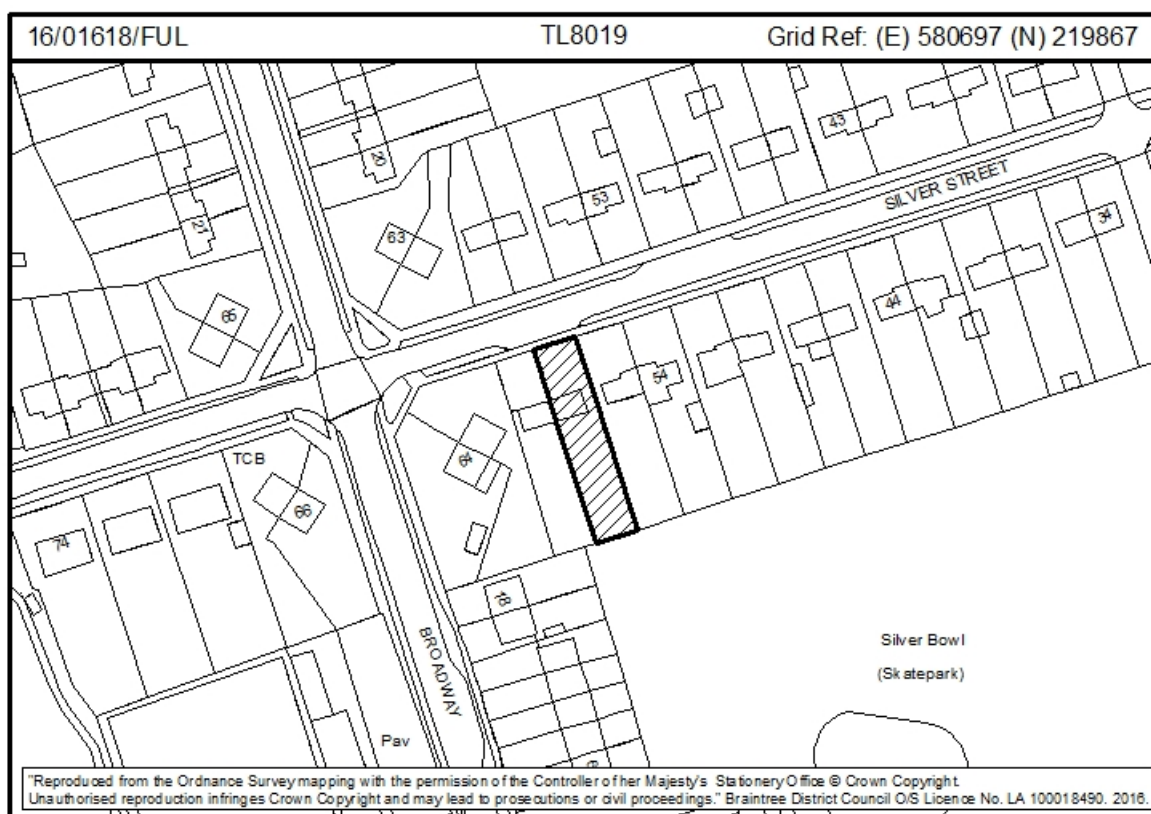 16/01618/FUL TL8019 Grid Ref: (E) 580697 (N) 219867
43
20
SILVER STREET
53
21
63
34
65
44
54
TCB
64
66
74
18
Silver Bowl
(Skatepark)
BROADWAY
Pav
"Reproduced from the Ordnance Survey mapping with the permission of the Controller of her Majesty's Stationery Office © Crown Copyright.
Unauthorised reproduction infringes Crown Copyright and may lead to prosecutions or civil proceedings." Braintree District Council O/S Licence No. LA 100018490. 2016.